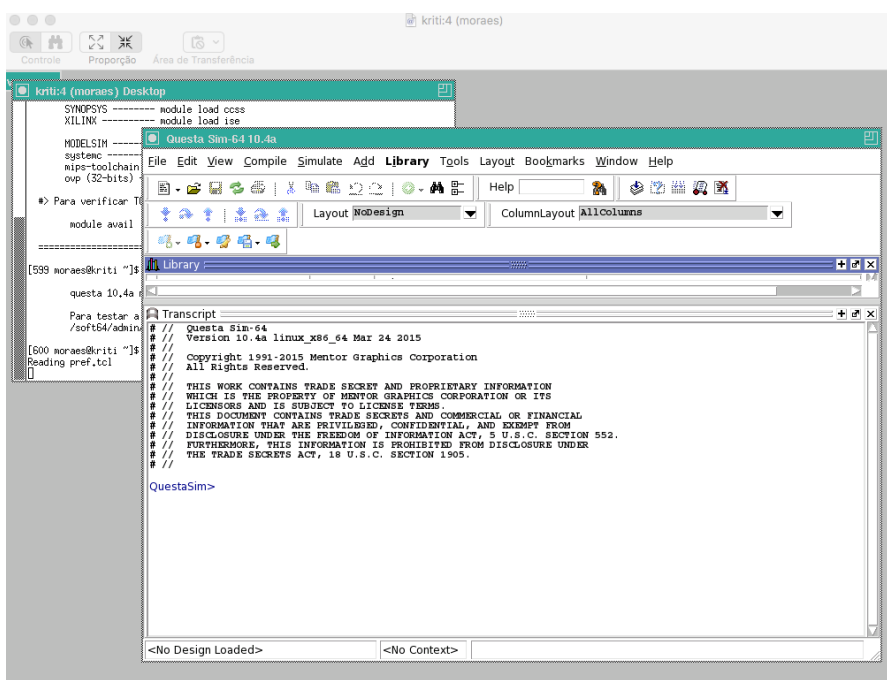 kriti:4 (moraes)
Controle Proporção Área de Transferência
kriti:4 (moraes) Desktop
SYNOPSYS -------- module load ccss
XILINX ---------- module load ise
MODELSIM -----
systemc ------
mips-toolchain
ovp (32-bits) -
#> Para verificar
module avail
[599 moraes@kriti ~]$
questa 10.4a
Para testar a
/soft64/admin/
[600 moraes@kriti ~]$
Reading pref.tcl
Questa Sim-64 10.4a
File Edit View Compile Simulate Add Library Tools Layout Bookmarks Window Help
Help
Layout NoDesign ColumnLayout AllColumns
Library
Transcript
# // Questa Sim-64
# // Version 10.4a linux_x86_64 Mar 24 2015
# //
# // Copyright 1991-2015 Mentor Graphics Corporation
# // All Rights Reserved.
# //
# // THIS WORK CONTAINS TRADE SECRET AND PROPRIETARY INFORMATION
# // WHICH IS THE PROPERTY OF MENTOR GRAPHICS CORPORATION OR ITS
# // LICENSORS AND IS SUBJECT TO LICENSE TERMS.
# // THIS DOCUMENT CONTAINS TRADE SECRETS AND COMMERCIAL OR FINANCIAL
# // INFORMATION THAT ARE PRIVILEGED, CONFIDENTIAL, AND EXEMPT FROM
# // DISCLOSURE UNDER THE FREEDOM OF INFORMATION ACT, 5 U.S.C. SECTION 552.
# // FURTHERMORE, THIS INFORMATION IS PROHIBITED FROM DISCLOSURE UNDER
# // THE TRADE SECRETS ACT, 18 U.S.C. SECTION 1905.
# //
QuestaSim>
<No Design Loaded> <No Context>